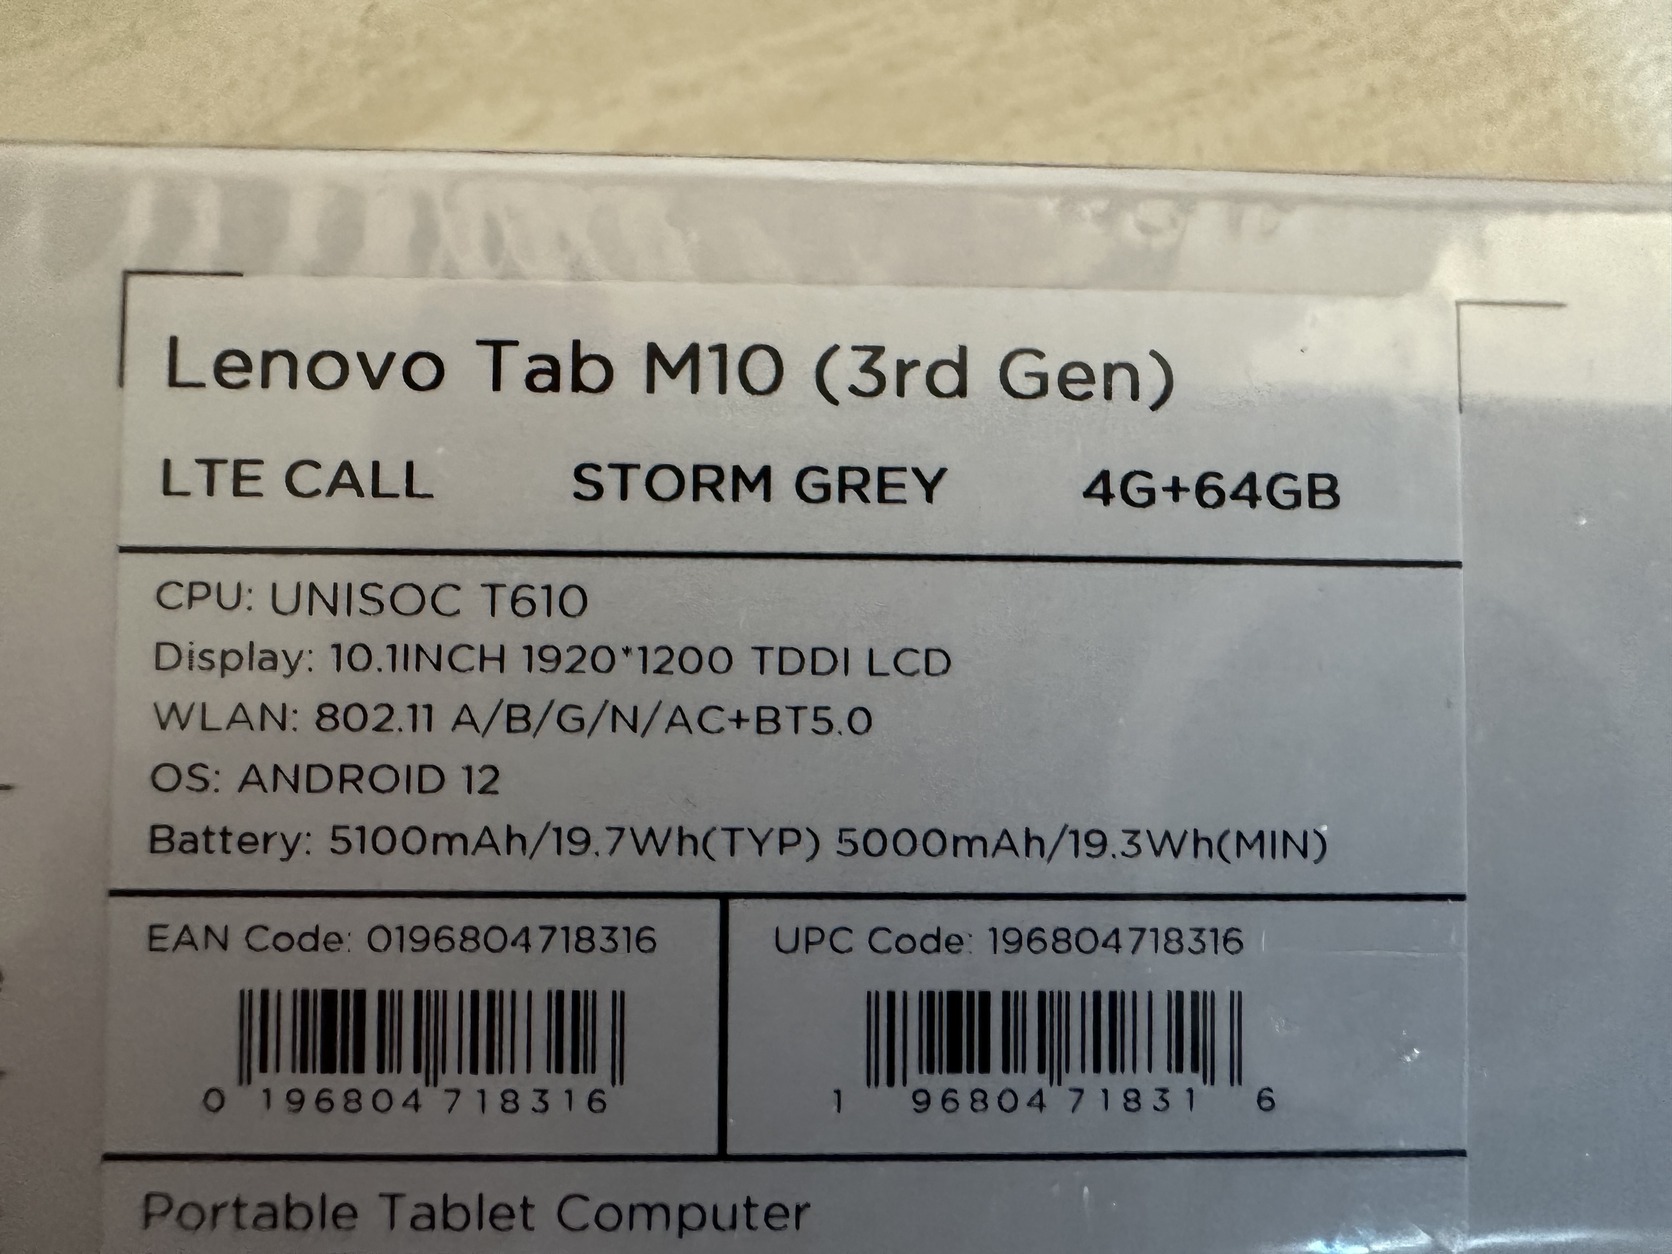 Lenovo Tab M10 (3rd Gen)
LTE CALL STORM GREY 4G+64GB
CPU: UNISOC T610
Display: 10.1INCH 1920*1200 TDDI LCD
WLAN: 802.11 A/B/G/N/AC+BT5.0
OS: ANDROID 12
Battery: 5100mAh/19.7Wh(TYP) 5000mAh/19.3Wh(MIN)
EAN Code: 0196804718316
0 196804 718316
UPC Code: 196804718316
1 96804 71831 6
Portable Tablet Computer